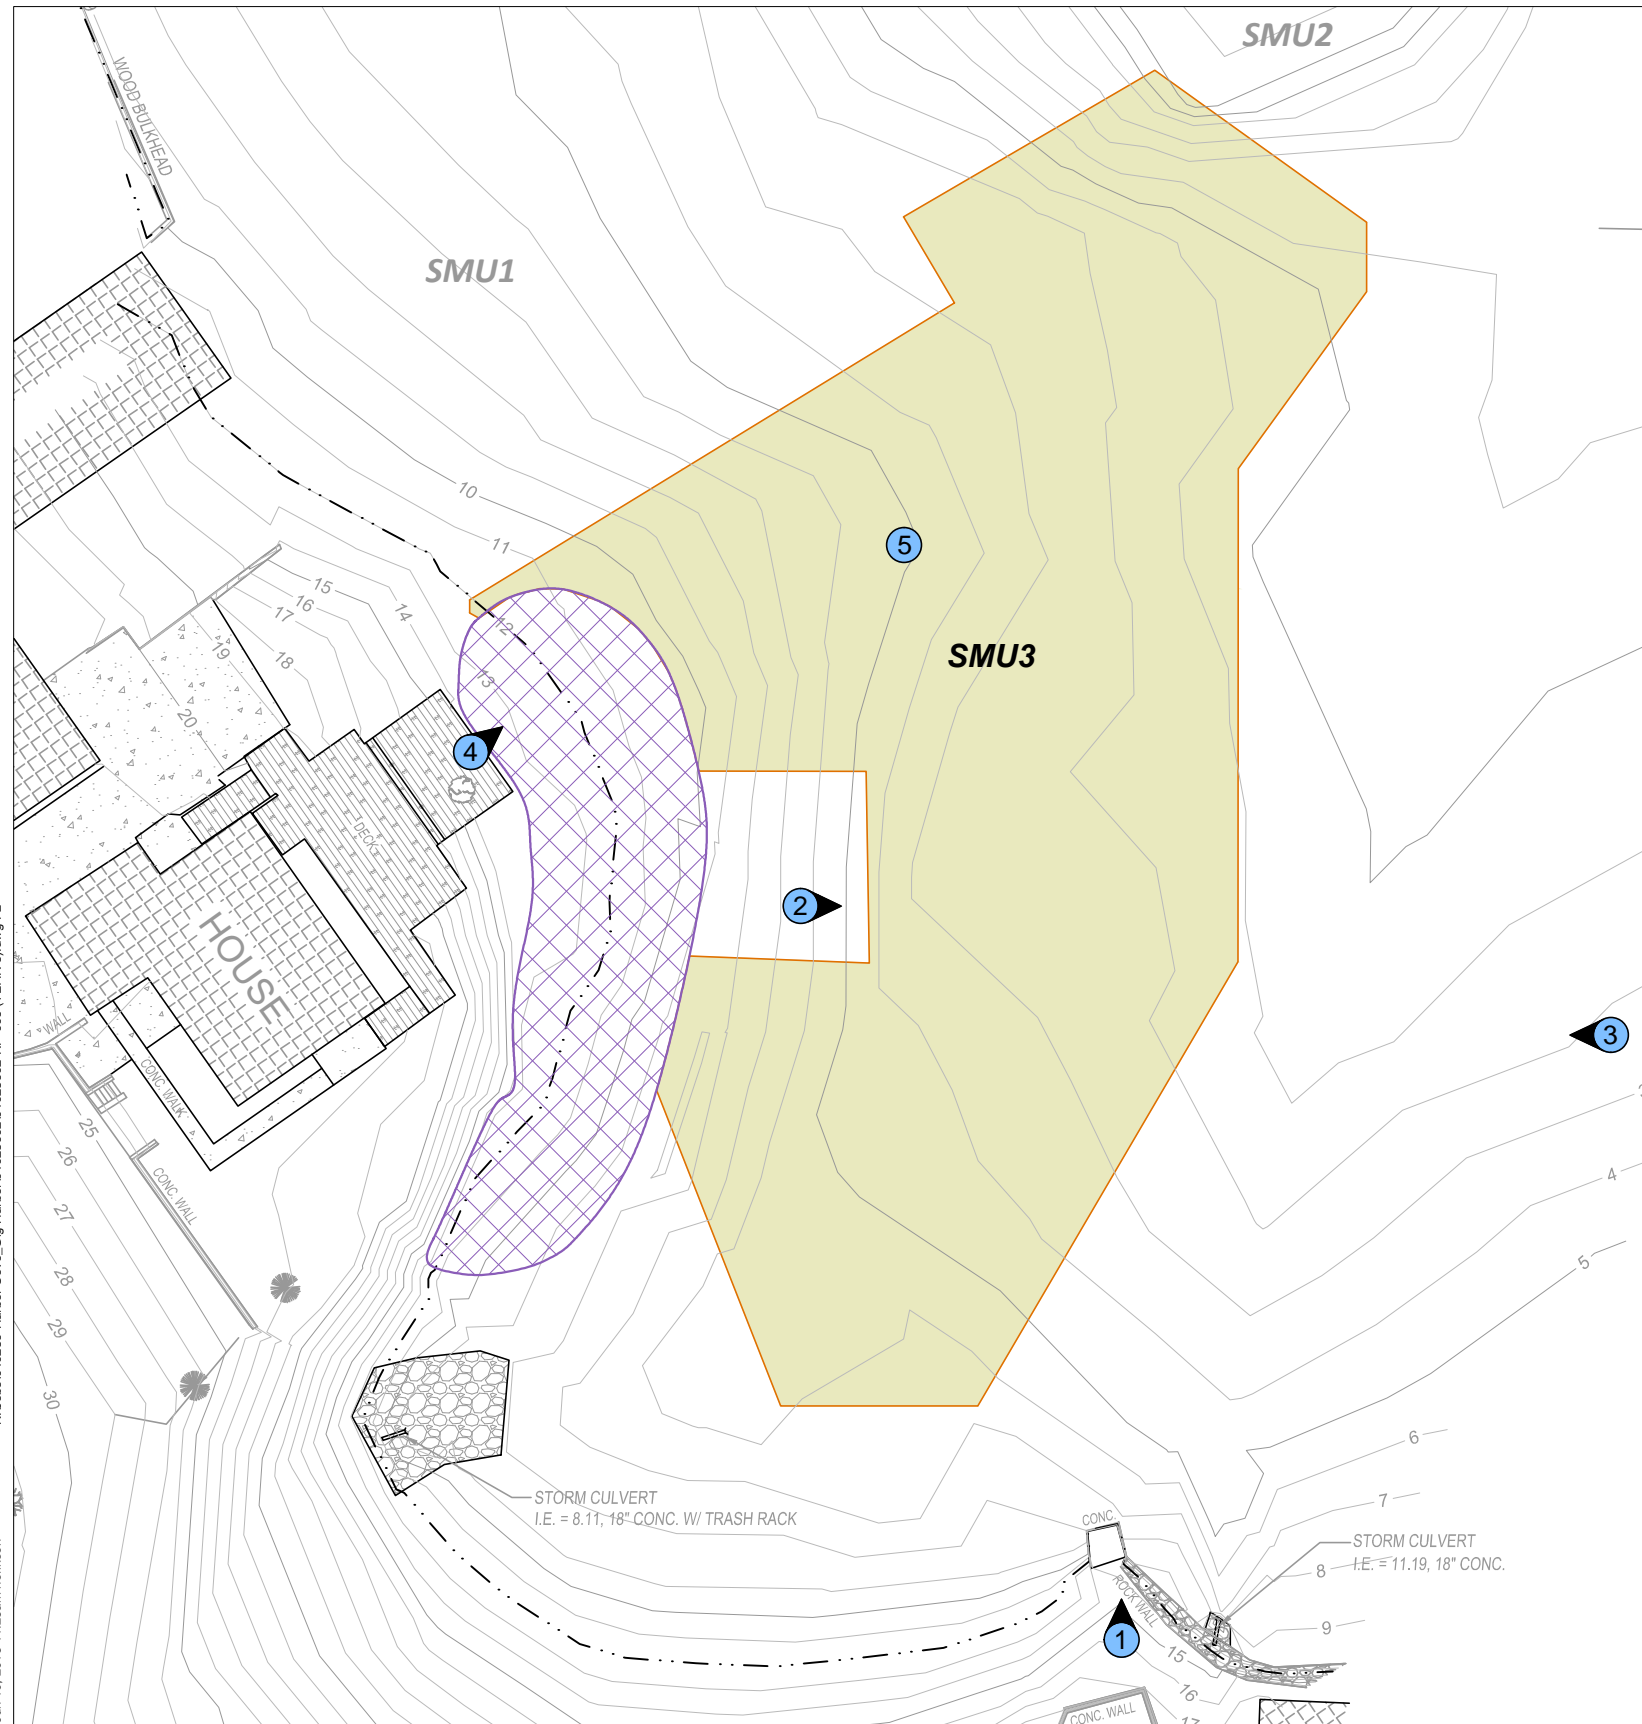 SMU2
WOOD BULKHEAD
SMU1
10
11
5
15
16
17
14
12
18
19
13
SMU3
20
4
DECK
2
HOUSE
WALL
3
CONC. WALK
25
26
CONC. WALL
4
27
5
28
29
30
6
7
STORM CULVERT
I.E. = 8.11, 18" CONC. W/ TRASH RACK
CONC.
STORM CULVERT
I.E. = 11.19, 18" CONC.
8
ROCK WALL
9
1
15
16
CONC. WALL
17